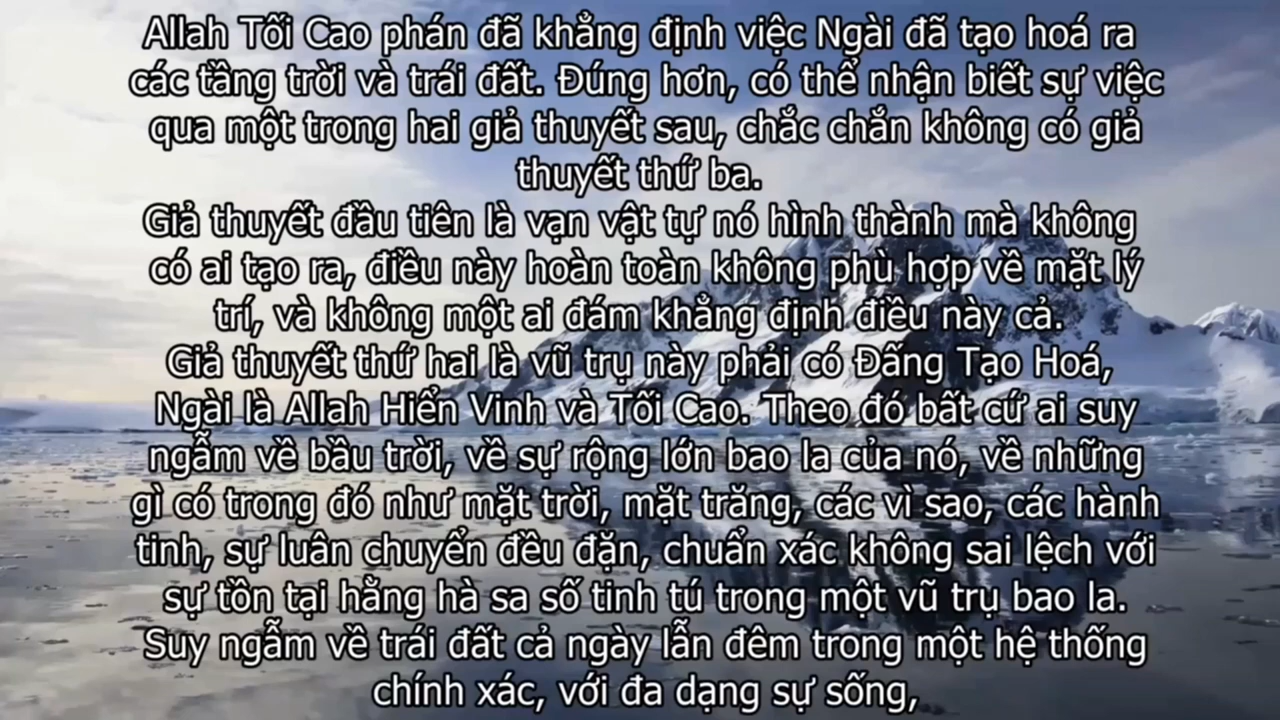 Allah Tối Cao phán đã khẳng định việc Ngài đã tạo hoá ra
các tầng trời và trái đất. Đúng hơn, có thể nhận biết sự việc
qua một trong hai giả thuyết sau, chắc chắn không có giả
thuyết thứ ba.
Giả thuyết đầu tiên là vạn vật tự nó hình thành mà không
có ai tạo ra, điều này hoàn toàn không phù hợp về mặt lý
trí, và không một ai đám khẳng định điều này cả.
Giả thuyết thứ hai là vũ trụ này phải có Đấng Tạo Hoá,
Ngài là Allah Hiển Vinh và Tối Cao. Theo đó bất cứ ai suy
ngẫm về bầu trời, về sự rộng lớn bao la của nó, về những
gì có trong đó như mặt trời, mặt trăng, các vì sao, các hành
tinh, sự luân chuyển đều đặn, chuẩn xác không sai lệch với
sự tồn tại hằng hà sa số tinh tú trong một vũ trụ bao la.
Suy ngẫm về trái đất cả ngày lẫn đêm trong một hệ thống
chính xác, với đa dạng sự sống,